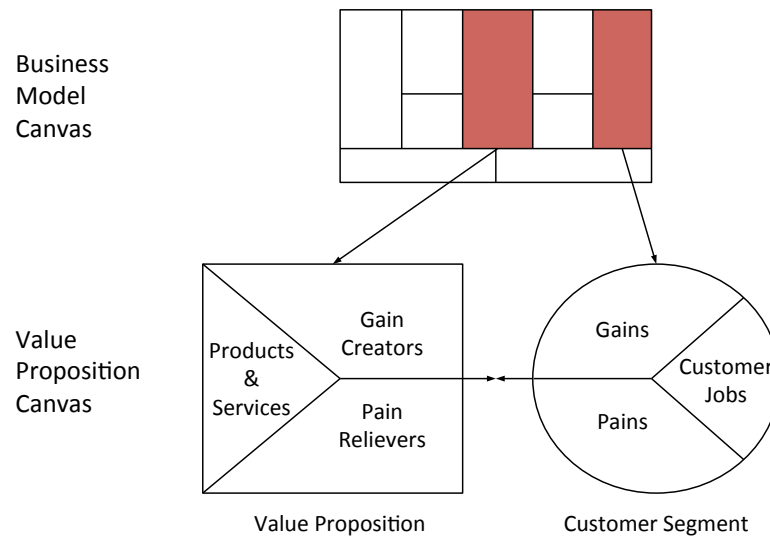 Business
Model
Canvas
Value
Proposition
Canvas
Products
&
Services
Gain
Creators
Pain
Relievers
Gains
Pains
Customer
Jobs
Value Proposition
Customer Segment